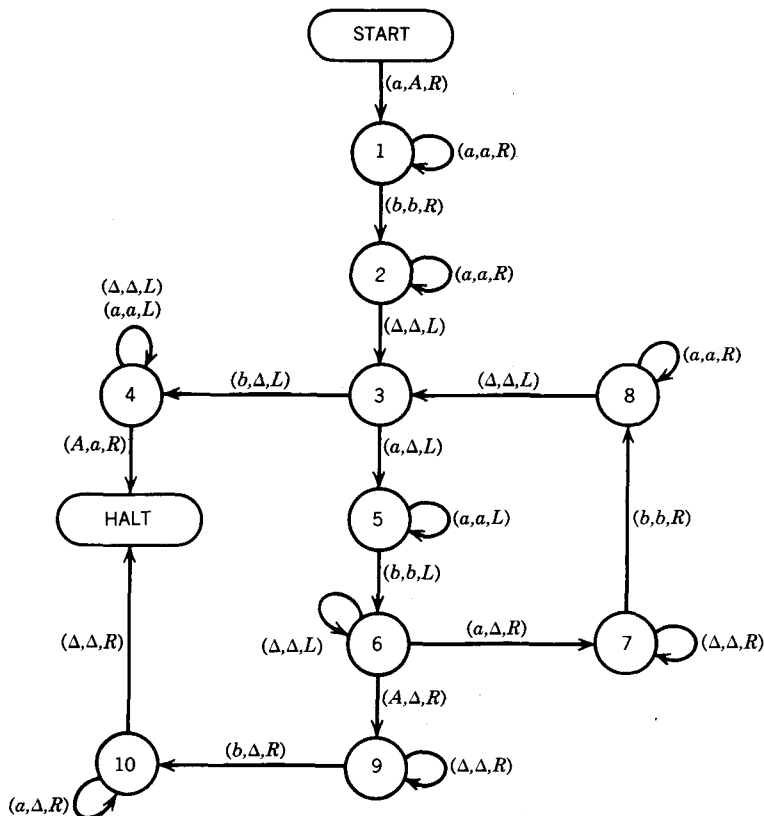 START
(a,A,R)
1 (a,a,R)
(b,b,R)
2 (a,a,R)
(Δ,Δ,L)
(a,a,L)
(Δ,Δ,L)
4 (b,Δ,L) 3 (Δ,Δ,L) 8 (a,a,R)
(A,a,R) (a,Δ,L)
HALT 5 (a,a,L) (b,b,R)
(b,b,L)
(Δ,Δ,R) (Δ,Δ,L) 6 (a,Δ,R) 7 (Δ,Δ,R)
(A,Δ,R)
10 (b,Δ,R) 9 (Δ,Δ,R)
(a,Δ,R)